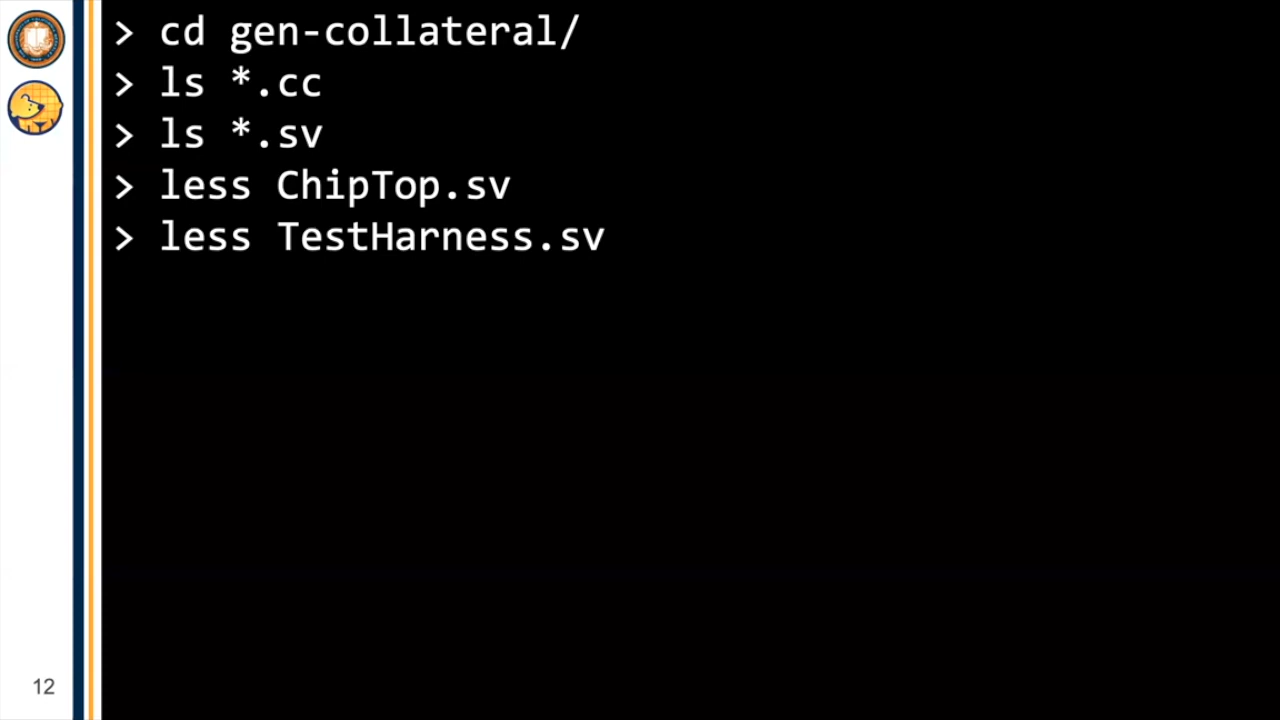 > cd gen-collateral/
> ls *.cc
> ls *.sv
> less ChipTop.sv
> less TestHarness.sv
12